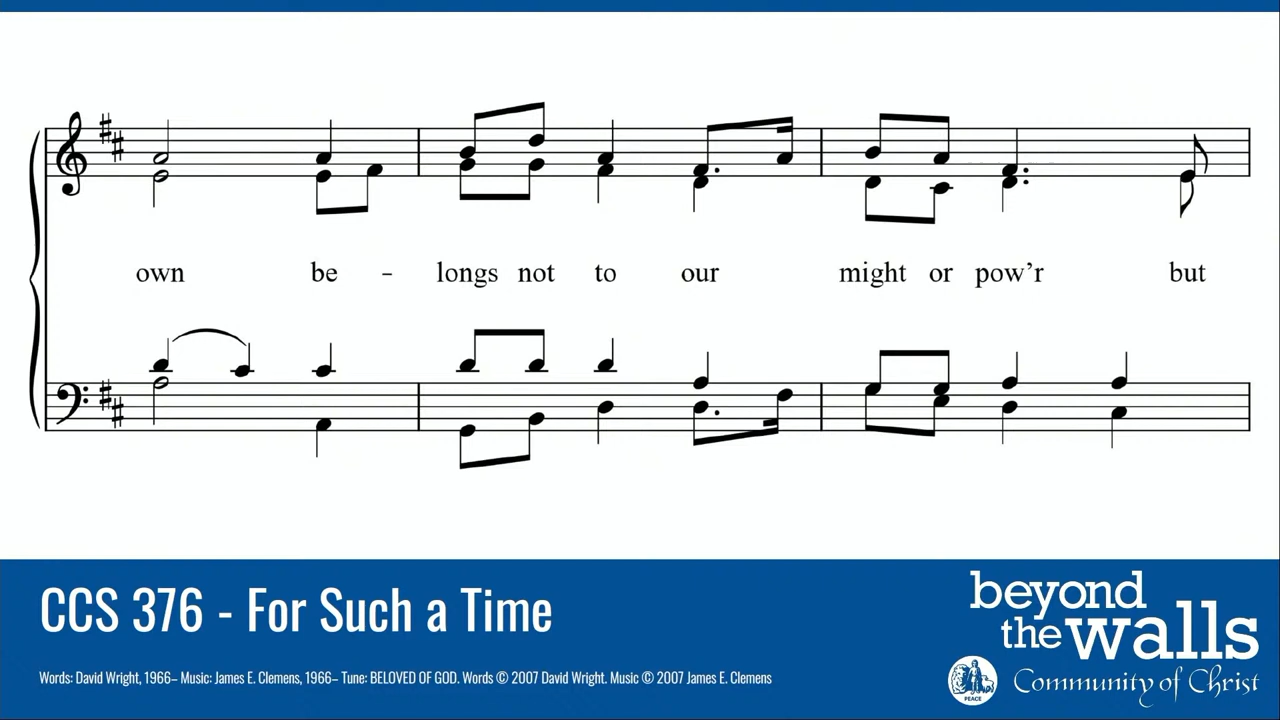 own be - longs not to our might or pow’r but
CCS 376 - For Such a Time
Words: David Wright, 1966– Music: James E. Clemens, 1966– Tune: BELOVED OF GOD. Words © 2007 David Wright. Music © 2007 James E. Clemens
beyond
the walls
PEACE
Community of Christ